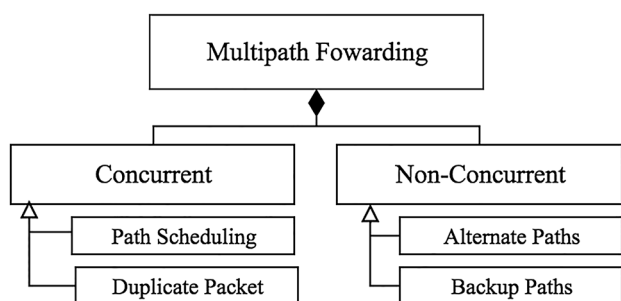 Multipath Fowarding
Concurrent
Non-Concurrent
Path Scheduling
Alternate Paths
Duplicate Packet
Backup Paths